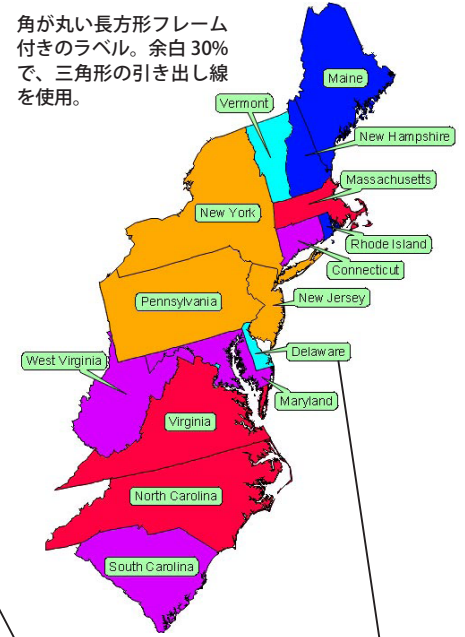 角が丸い長方形フレーム
付きのラベル。余白 30%
で、三角形の引き出し線
を使用。
Maine
Vermont
New Hampshire
Massachusetts
New York
Rhode Island
Connecticut
New Jersey
Pennsylvania
Delaware
West Virginia
Maryland
Virginia
North Carolina
South Carolina